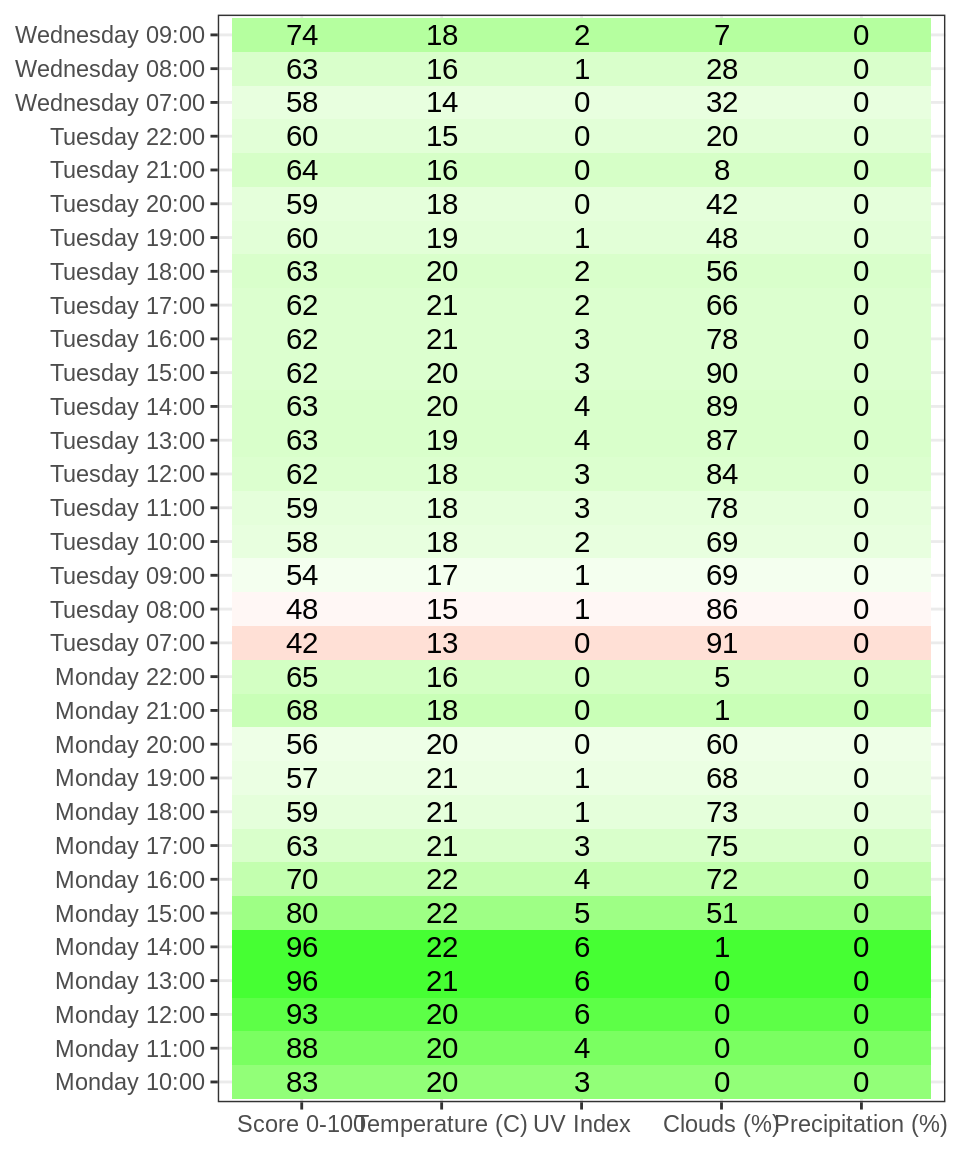 Wednesday 09:00 74 18 2 7 0
Wednesday 08:00 63 16 1 28 0
Wednesday 07:00 58 14 0 32 0
Tuesday 22:00 60 15 0 20 0
Tuesday 21:00 64 16 0 8 0
Tuesday 20:00 59 18 0 42 0
Tuesday 19:00 60 19 1 48 0
Tuesday 18:00 63 20 2 56 0
Tuesday 17:00 62 21 2 66 0
Tuesday 16:00 62 21 3 78 0
Tuesday 15:00 62 20 3 90 0
Tuesday 14:00 63 20 4 89 0
Tuesday 13:00 63 19 4 87 0
Tuesday 12:00 62 18 3 84 0
Tuesday 11:00 59 18 3 78 0
Tuesday 10:00 58 18 2 69 0
Tuesday 09:00 54 17 1 69 0
Tuesday 08:00 48 15 1 86 0
Tuesday 07:00 42 13 0 91 0
Monday 22:00 65 16 0 5 0
Monday 21:00 68 18 0 1 0
Monday 20:00 56 20 0 60 0
Monday 19:00 57 21 1 68 0
Monday 18:00 59 21 1 73 0
Monday 17:00 63 21 3 75 0
Monday 16:00 70 22 4 72 0
Monday 15:00 80 22 5 51 0
Monday 14:00 96 22 6 1 0
Monday 13:00 96 21 6 0 0
Monday 12:00 93 20 6 0 0
Monday 11:00 88 20 4 0 0
Monday 10:00 83 20 3 0 0
Score 0-100 Temperature (C) UV Index Clouds (%) Precipitation (%)